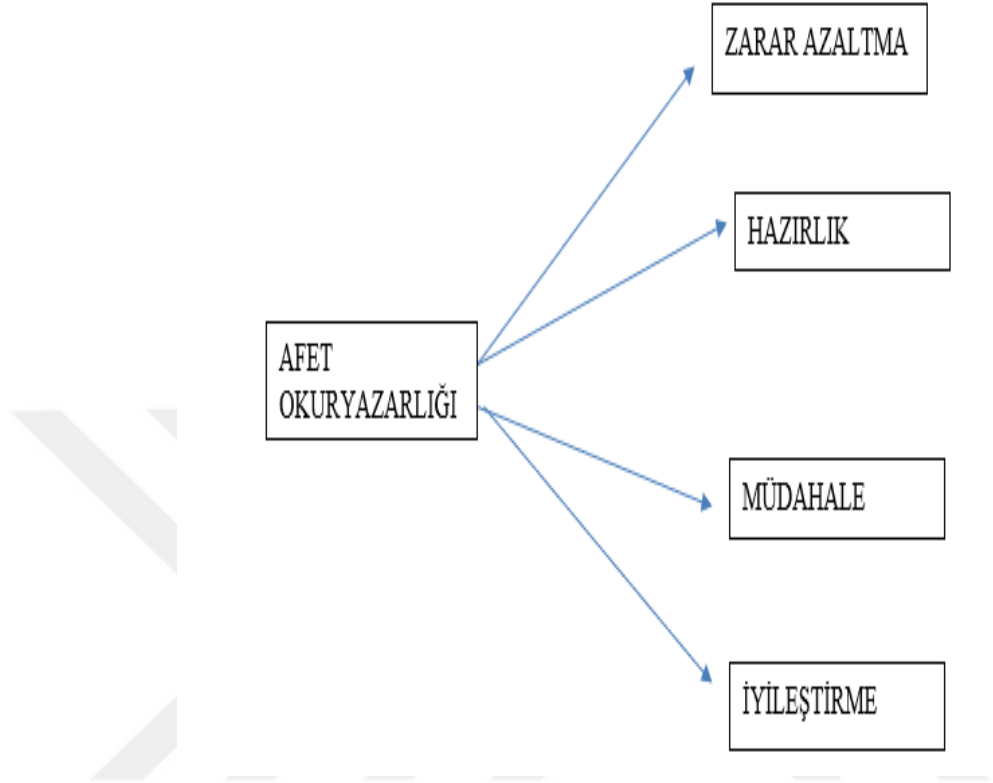 ZARAR AZALTMA
HAZIRLIK
AFET
OKURYAZARLIĞI
MÜDAHALE
İYİLEŞTİRME